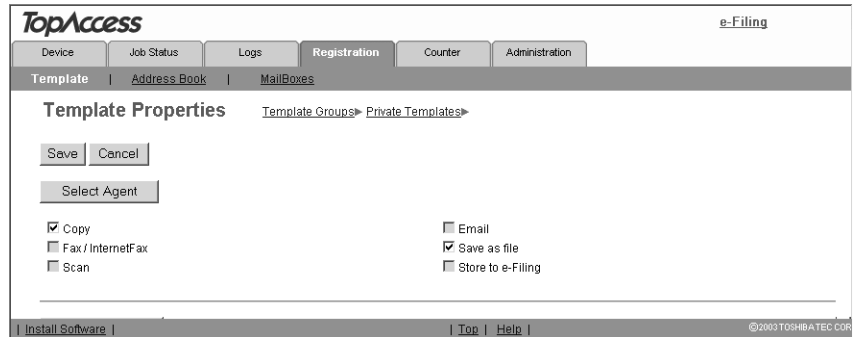 TopAccess e-Filing
Device Job Status Logs Registration Counter Administration
Template | Address Book | MailBoxes
Template Properties Template Groups Private Templates
Save Cancel
Select Agent
Copy Email
Fax / InternetFax Save as file
Scan Store to e-Filing
| Install Software | | Top | Help | ©2003 TOSHIBA TEC COR